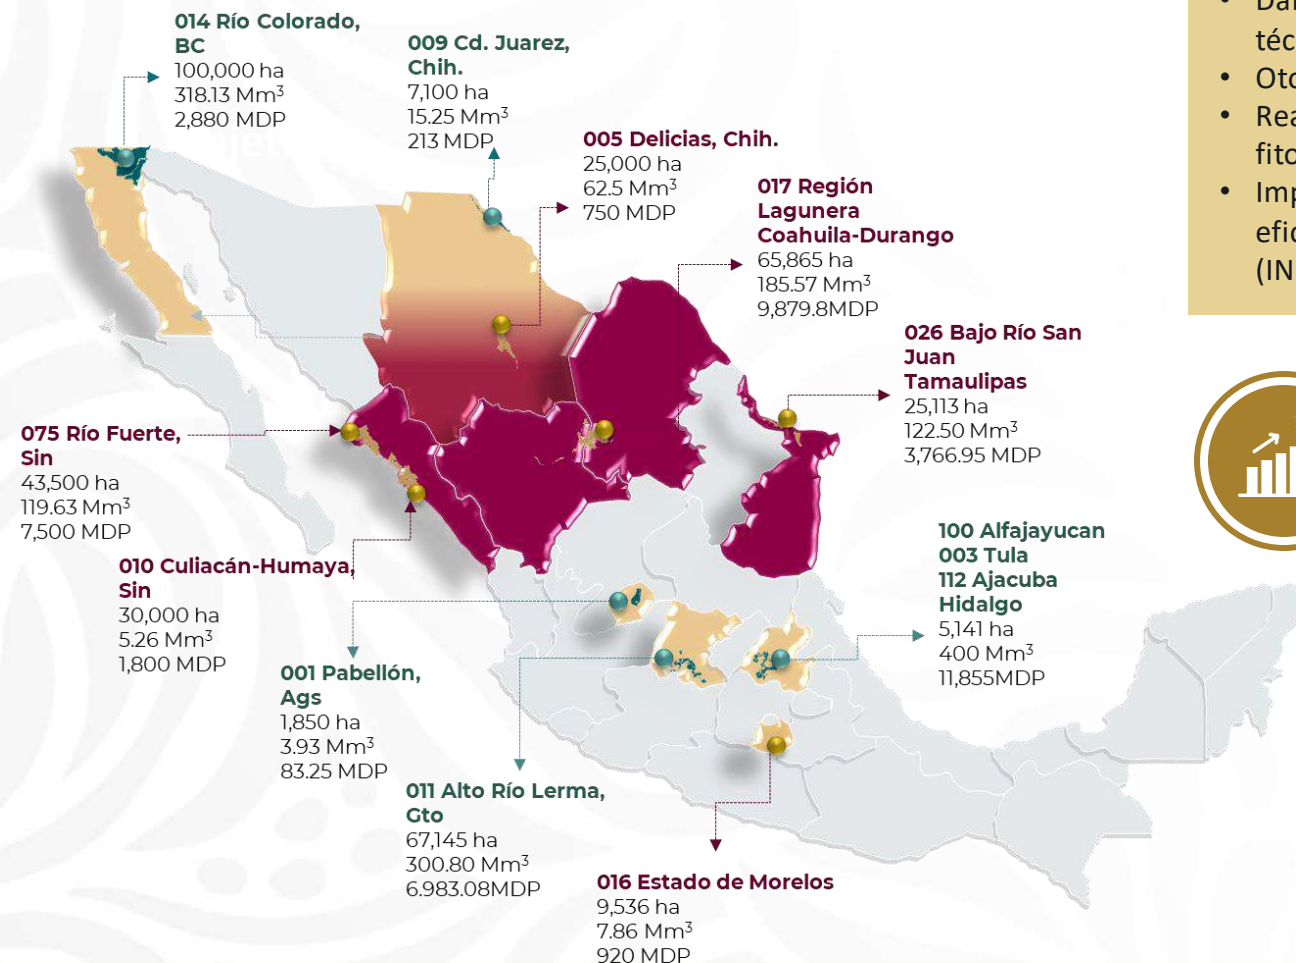 014 Río Colorado,
BC
100,000 ha
318.13 Mm³
2,880 MDP
009 Cd. Juarez,
Chih.
7,100 ha
15.25 Mm³
213 MDP
005 Delicias, Chih.
25,000 ha
62.5 Mm³
750 MDP
017 Región
Lagunera
Coahuila-Durango
65,865 ha
185.57 Mm³
9,879.8MDP
026 Bajo Río San
Juan
Tamaulipas
25,113 ha
122.50 Mm³
3,766.95 MDP
075 Río Fuerte,
Sin
43,500 ha
119.63 Mm³
7,500 MDP
010 Culiacán-Humaya,
Sin
30,000 ha
5.26 Mm³
1,800 MDP
100 Alfajayucan
003 Tula
112 Ajacuba
Hidalgo
5,141 ha
400 Mm³
11,855MDP
001 Pabellón,
Ags
1,850 ha
3.93 Mm³
83.25 MDP
011 Alto Río Lerma,
Gto
67,145 ha
300.80 Mm³
6.983.08MDP
016 Estado de Morelos
9,536 ha
7.86 Mm³
920 MDP
•
téc
• Oto
• Rea
fito
• Imp
efic
(IN